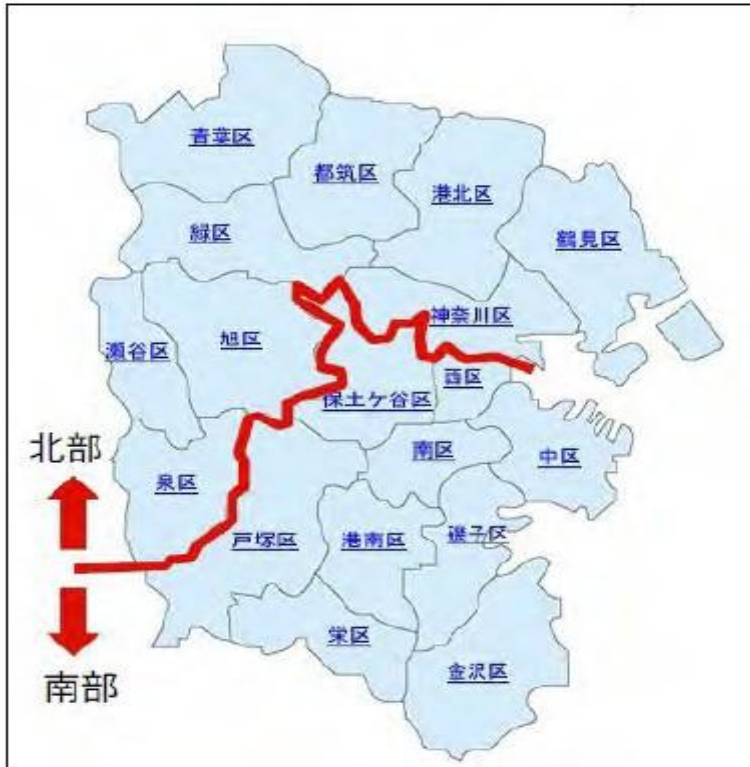 青葉区
都筑区
港北区
緑区
鶴見区
神奈川区
旭区
瀬谷区
西区
保土ケ谷区
南区
中区
北部
泉区
戸塚区
港南区
磯子区
栄区
金沢区
南部